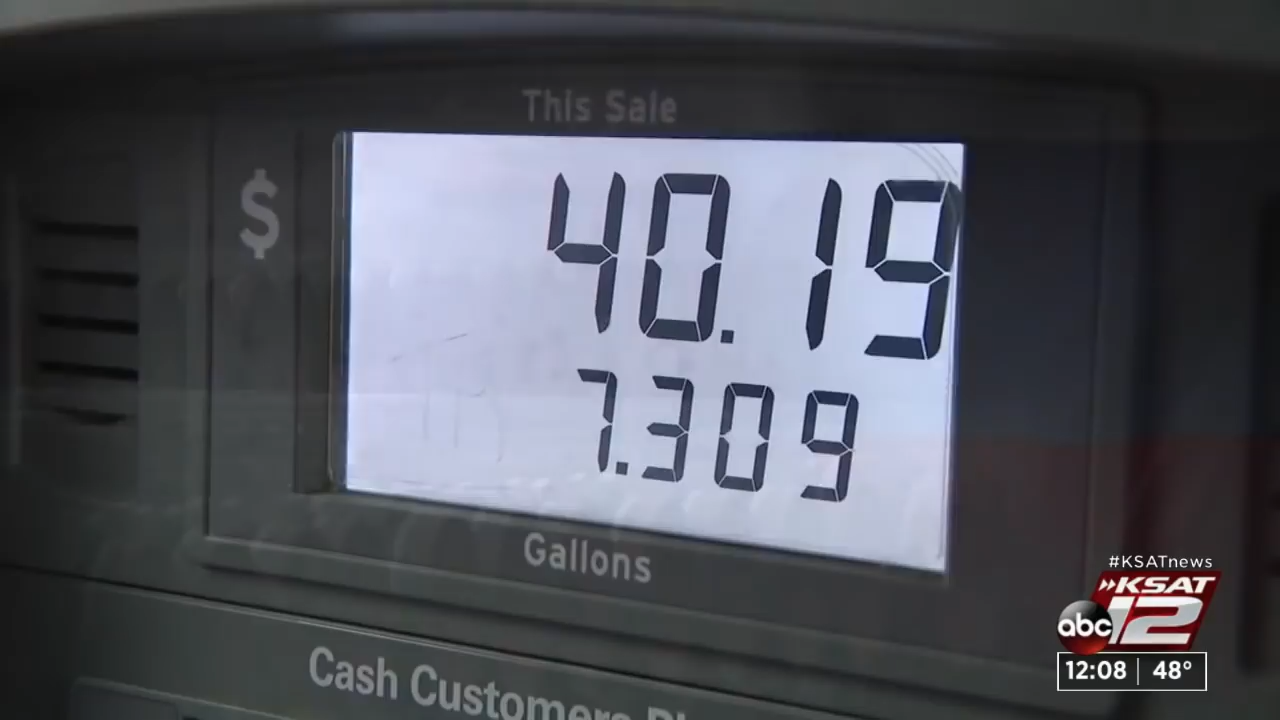 This Sale
$ 40.19
7.309
Gallons
Cash Customers
#KSATnews
KSAT
abc 12
12:08 48°